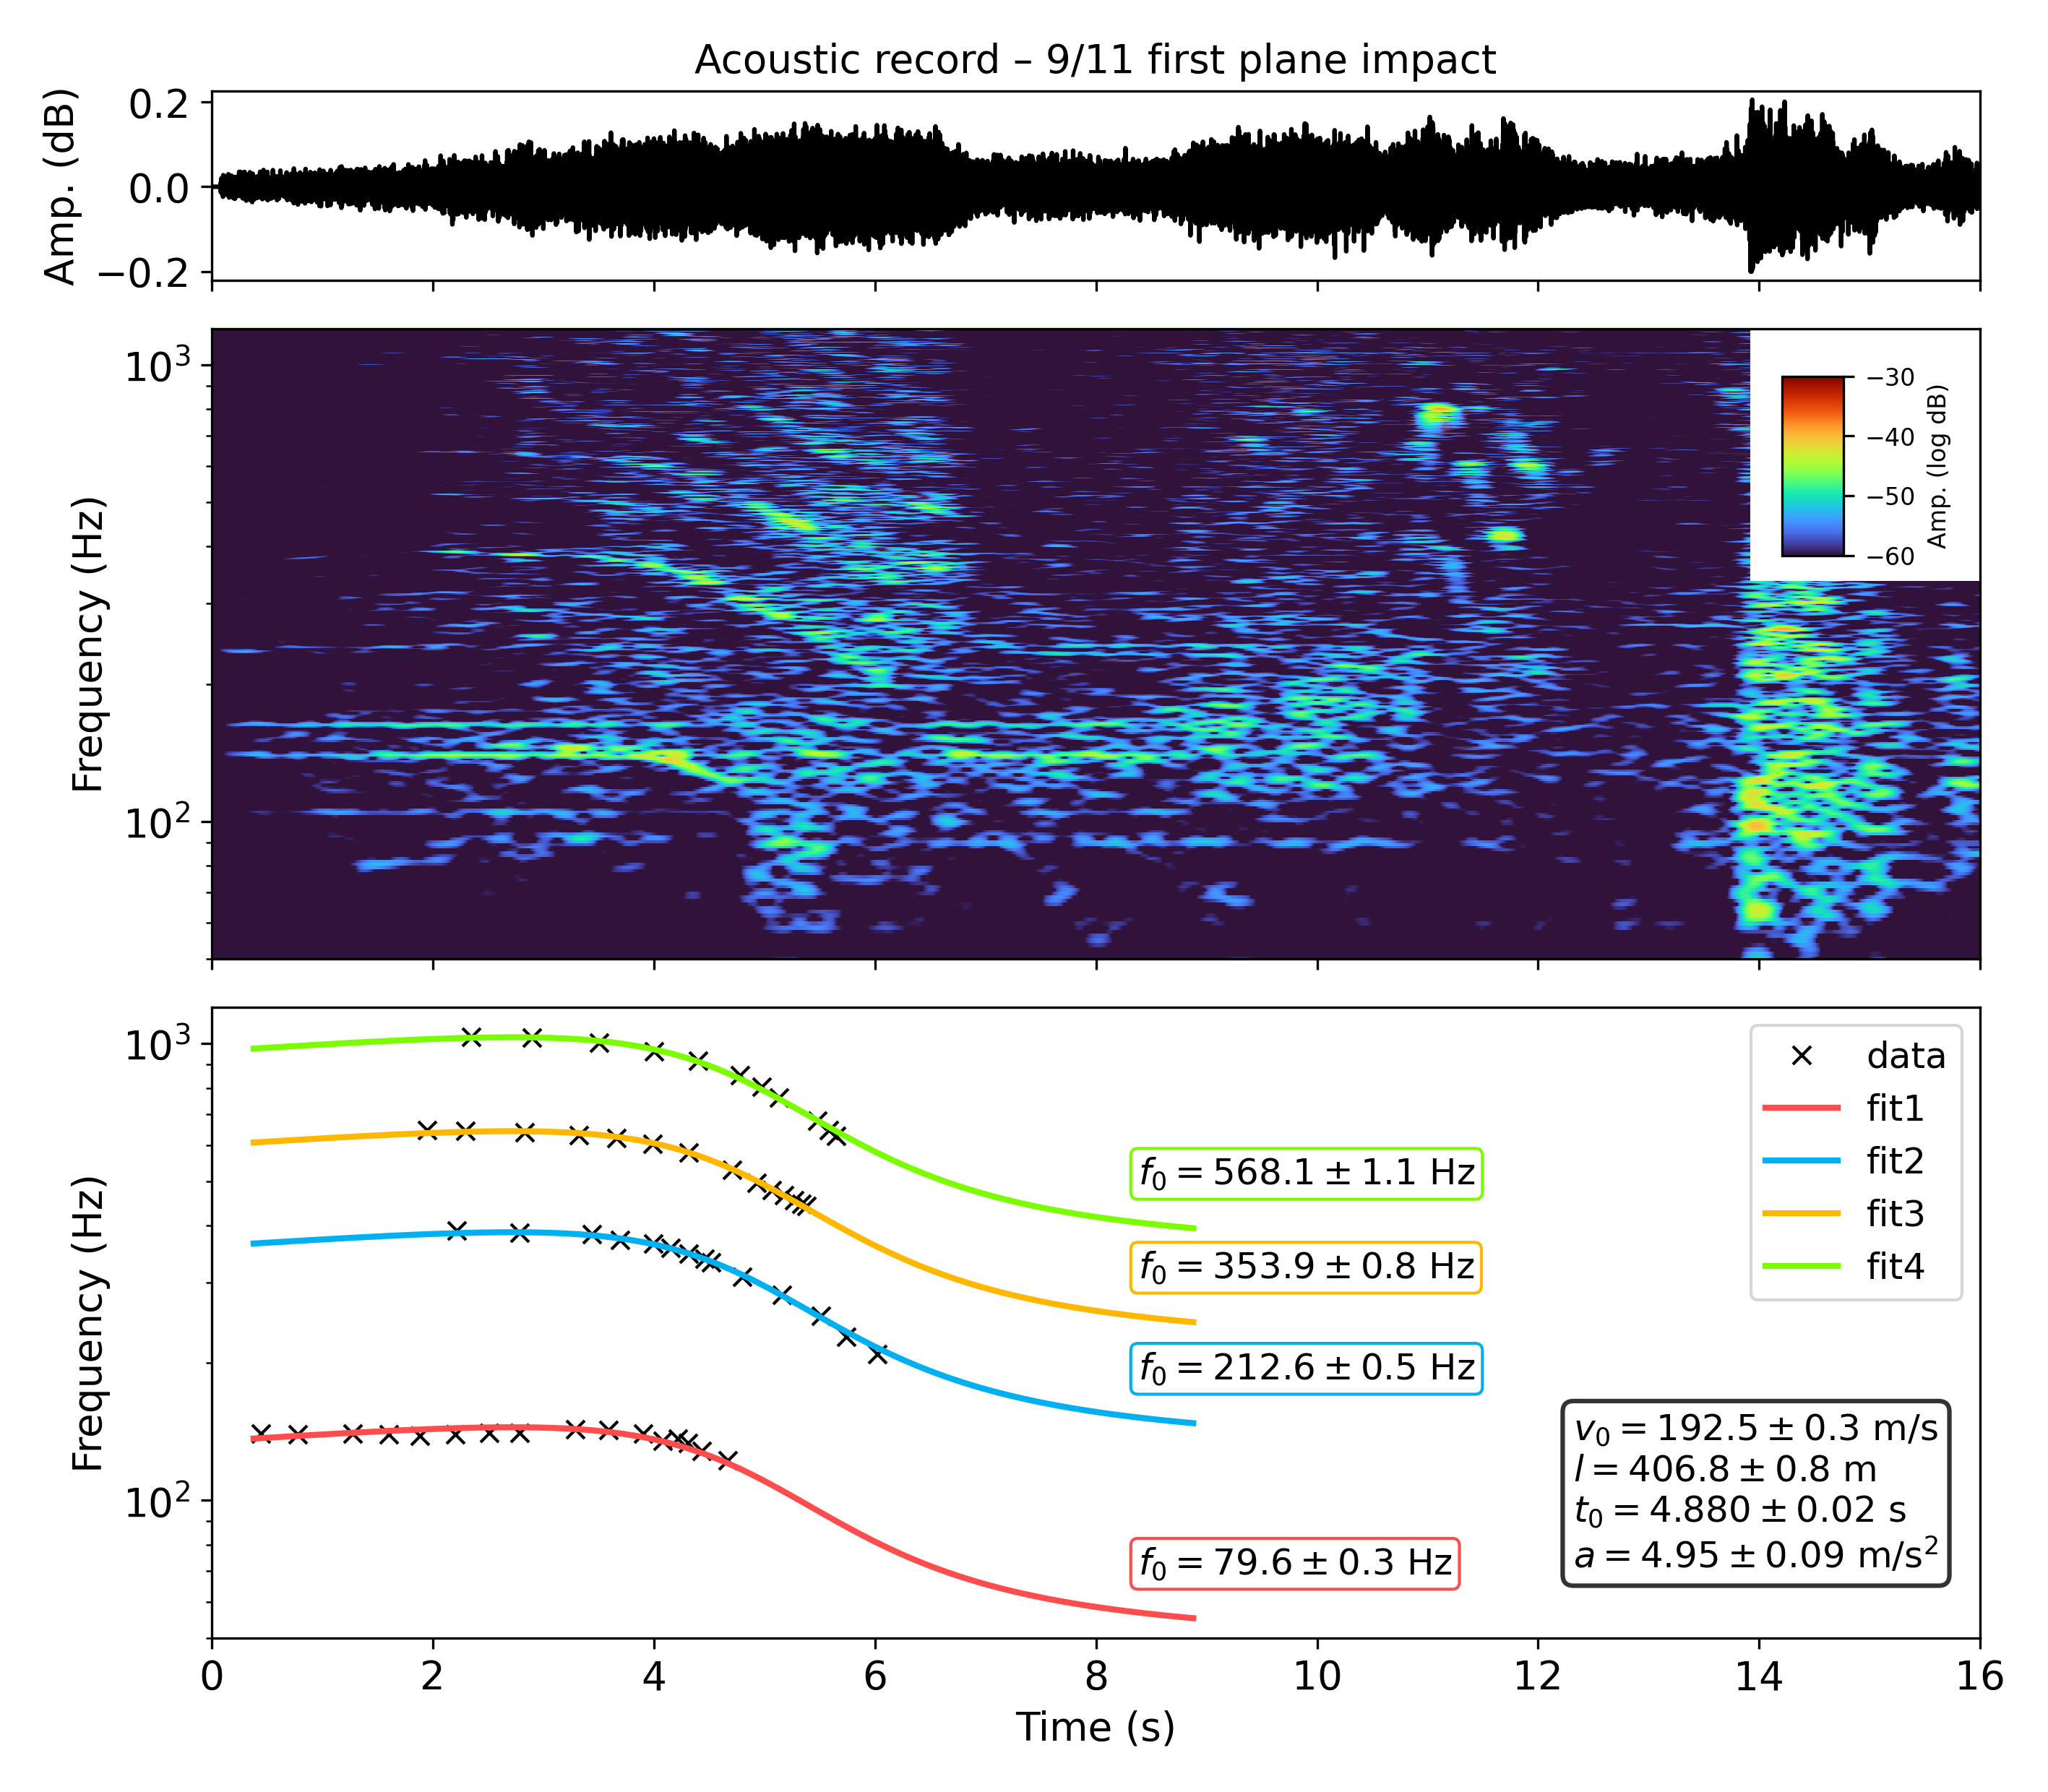 Acoustic record – 9/11 first plane impact
Amp. (dB)
0.2
0.0
−0.2
Frequency (Hz)
10³
10²
−30
−40
−50
−60
Amp. (log dB)
Frequency (Hz)
10³
10²
data
fit1
fit2
fit3
fit4
f₀ = 568.1 ± 1.1 Hz
f₀ = 353.9 ± 0.8 Hz
f₀ = 212.6 ± 0.5 Hz
f₀ = 79.6 ± 0.3 Hz
v₀ = 192.5 ± 0.3 m/s
l = 406.8 ± 0.8 m
t₀ = 4.880 ± 0.02 s
a = 4.95 ± 0.09 m/s²
0 2 4 6 8 10 12 14 16
Time (s)